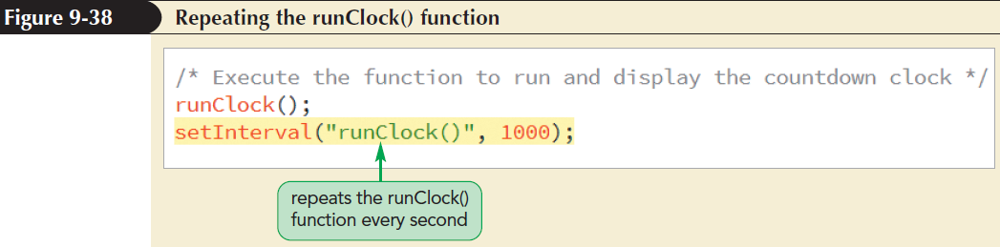 Figure 9-38 Repeating the runClock() function
/* Execute the function to run and display the countdown clock */
runClock();
setInterval("runClock()", 1000);
repeats the runClock()
function every second